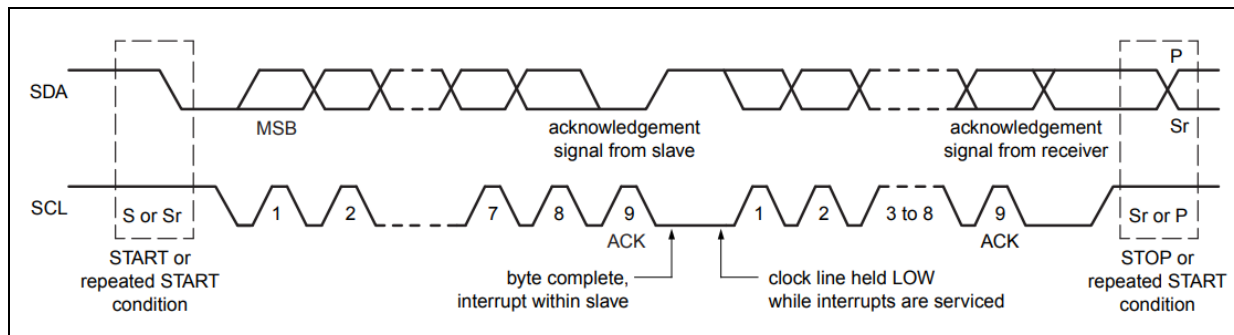 P
SDA
MSB
acknowledgement
signal from slave
acknowledgement
signal from receiver
Sr
SCL
S or Sr
1
2
7
8
9
1
2
3 to 8
9
Sr or P
ACK
ACK
START or
repeated START
condition
byte complete,
interrupt within slave
clock line held LOW
while interrupts are serviced
STOP or
repeated START
condition